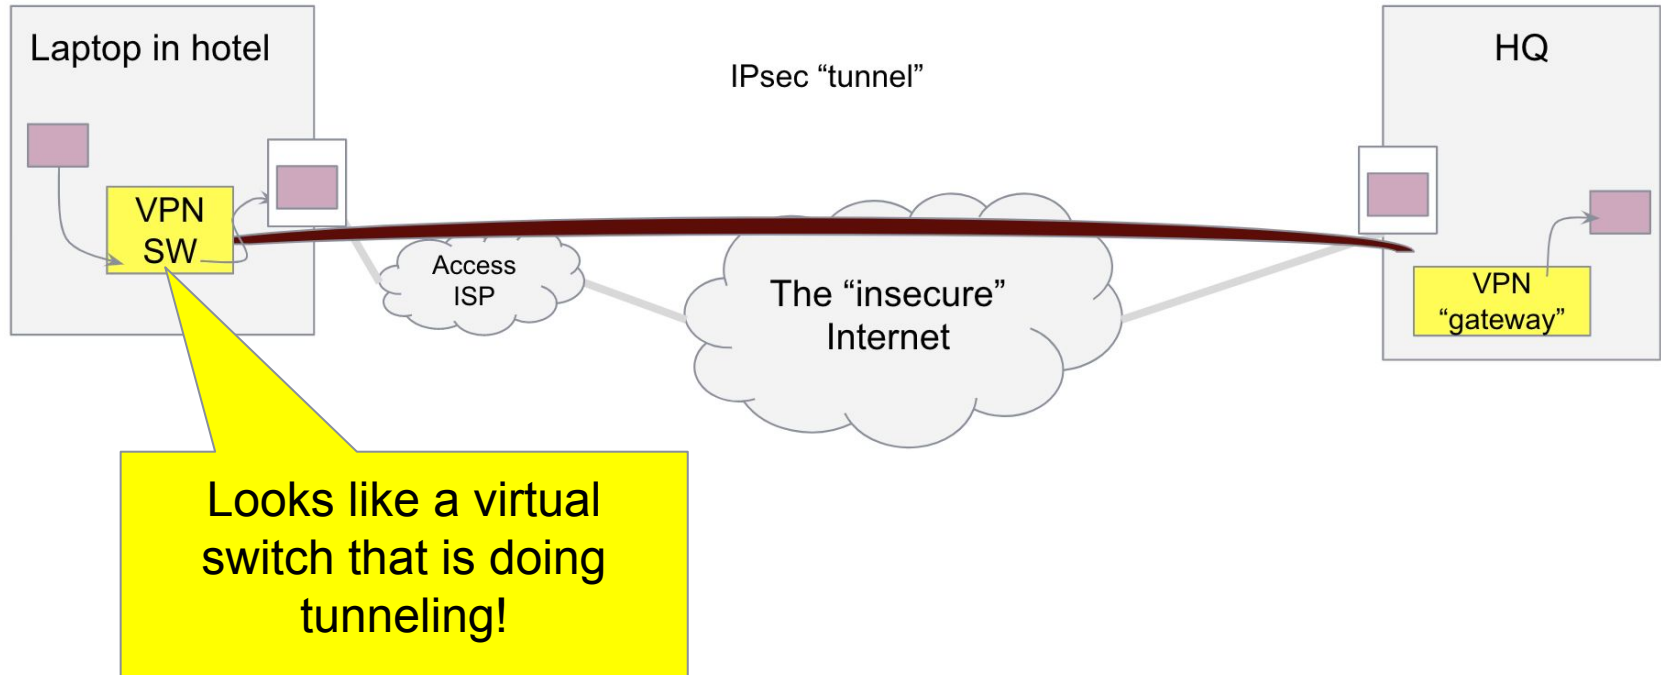 Laptop in hotel
IPsec “tunnel”
HQ
VPN
SW
Access
ISP
The “insecure”
Internet
VPN
“gateway”
Looks like a virtual
switch that is doing
tunneling!